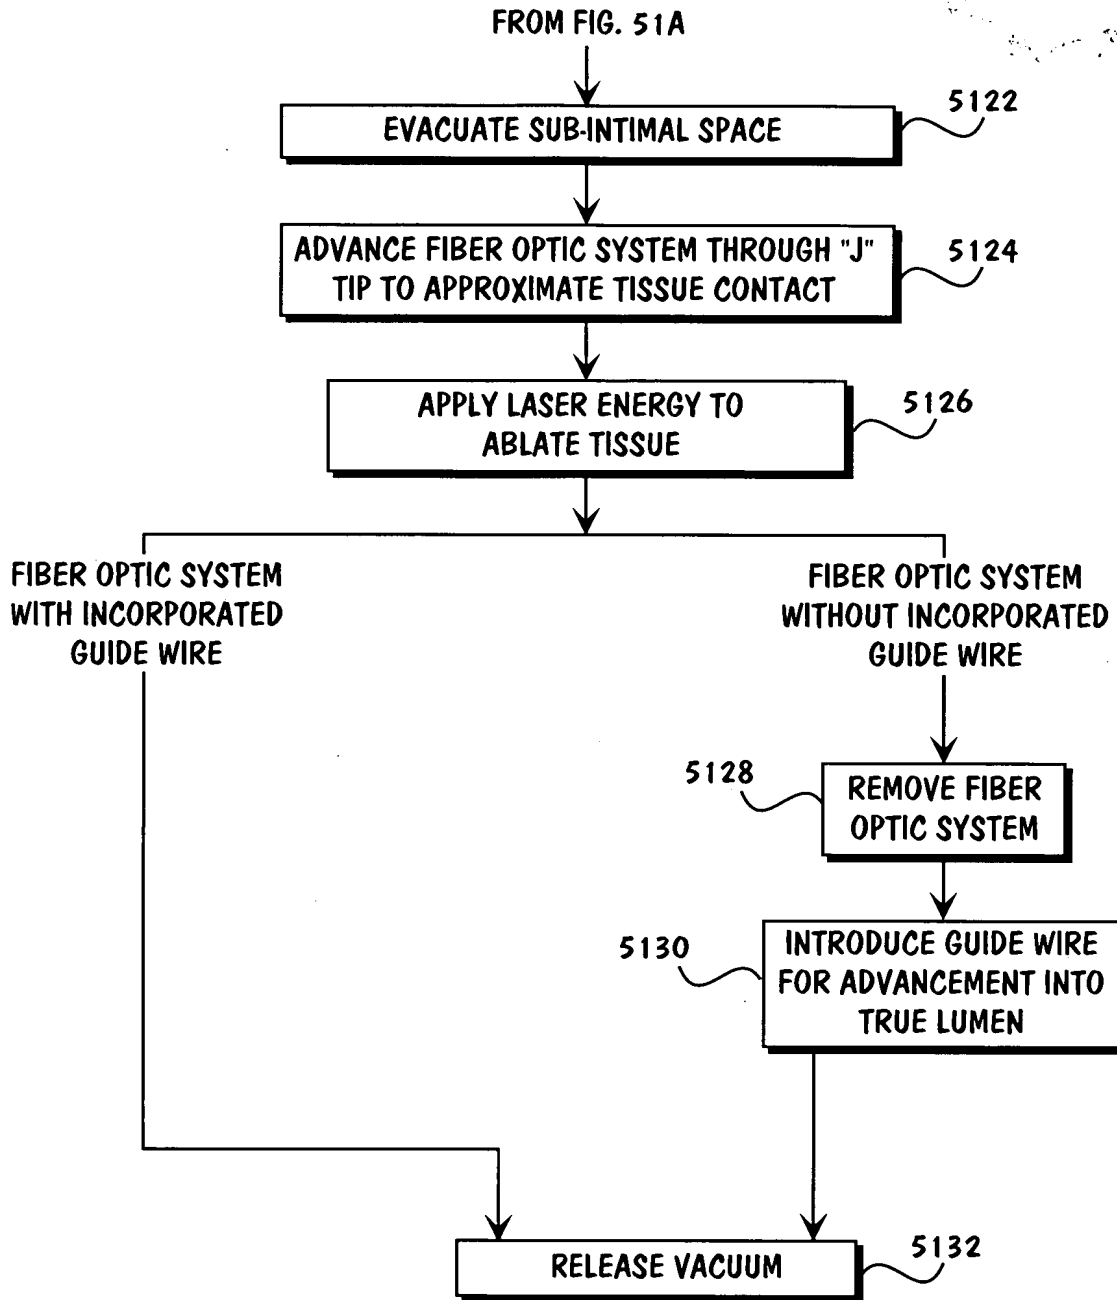 FROM FIG. 51A
EVACUATE SUB-INTIMAL SPACE
5122
ADVANCE FIBER OPTIC SYSTEM THROUGH "J"
TIP TO APPROXIMATE TISSUE CONTACT
5124
APPLY LASER ENERGY TO
ABLATE TISSUE
5126
FIBER OPTIC SYSTEM
WITH INCORPORATED
GUIDE WIRE
FIBER OPTIC SYSTEM
WITHOUT INCORPORATED
GUIDE WIRE
5128
REMOVE FIBER
OPTIC SYSTEM
5130
INTRODUCE GUIDE WIRE
FOR ADVANCEMENT INTO
TRUE LUMEN
RELEASE VACUUM
5132